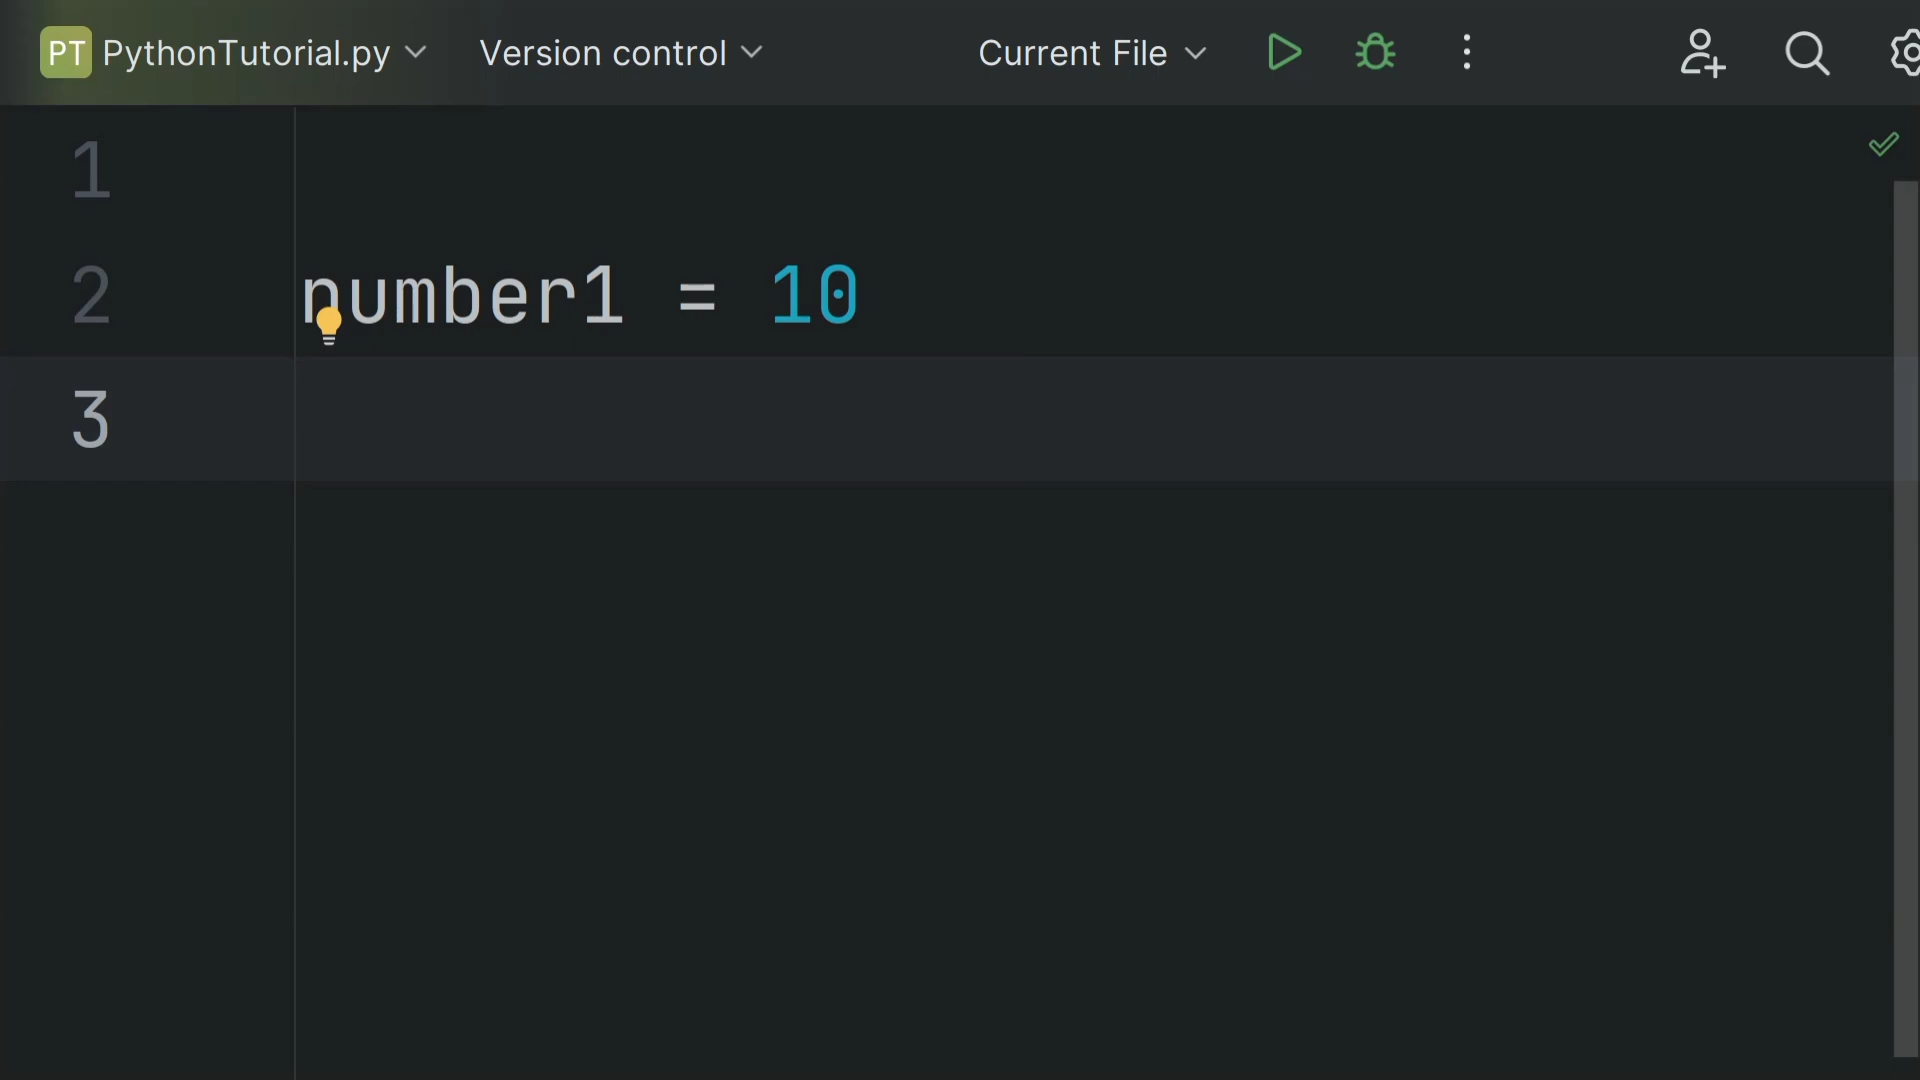 PT PythonTutorial.py Version control Current File
1
2 number1 = 10
3